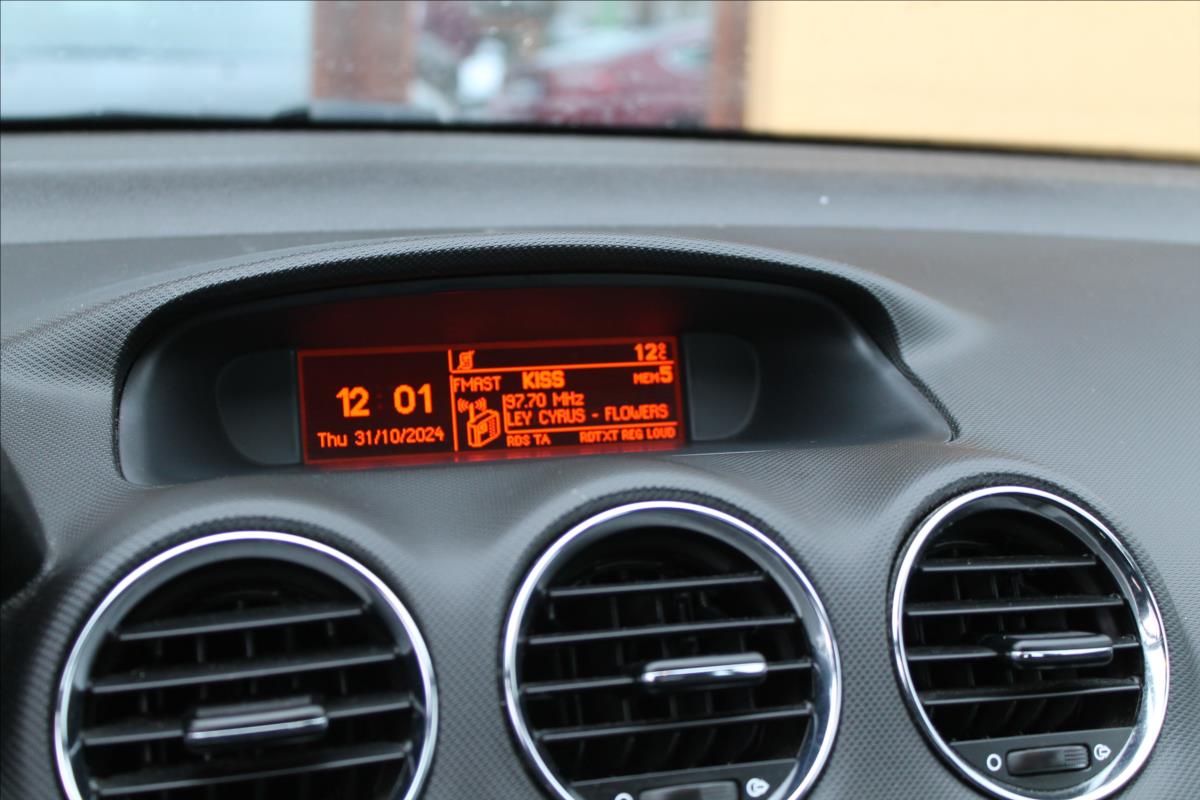 12:01
Thu 31/10/2024
12°C
FMAST KISS MEM5
97.70 MHz
LEY CYRUS - FLOWERS
RDS TA RDTXT REG LOUD